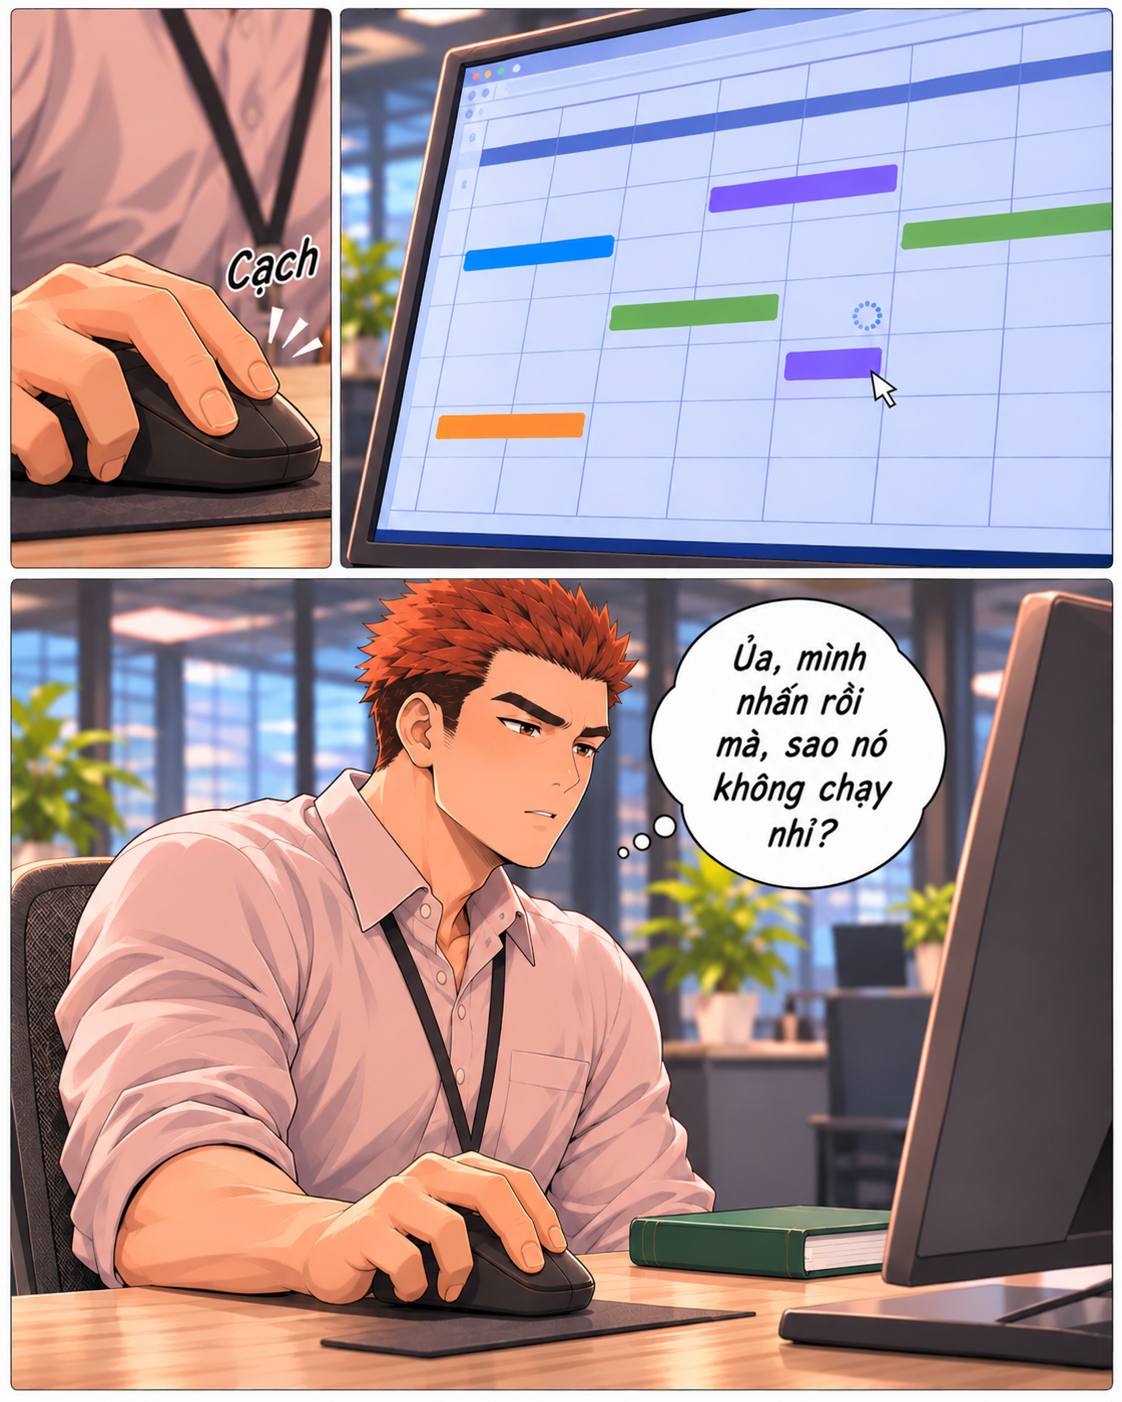 Cạch
Ủa, mình
nhấn rồi
mà, sao nó
không chạy
nhỉ?